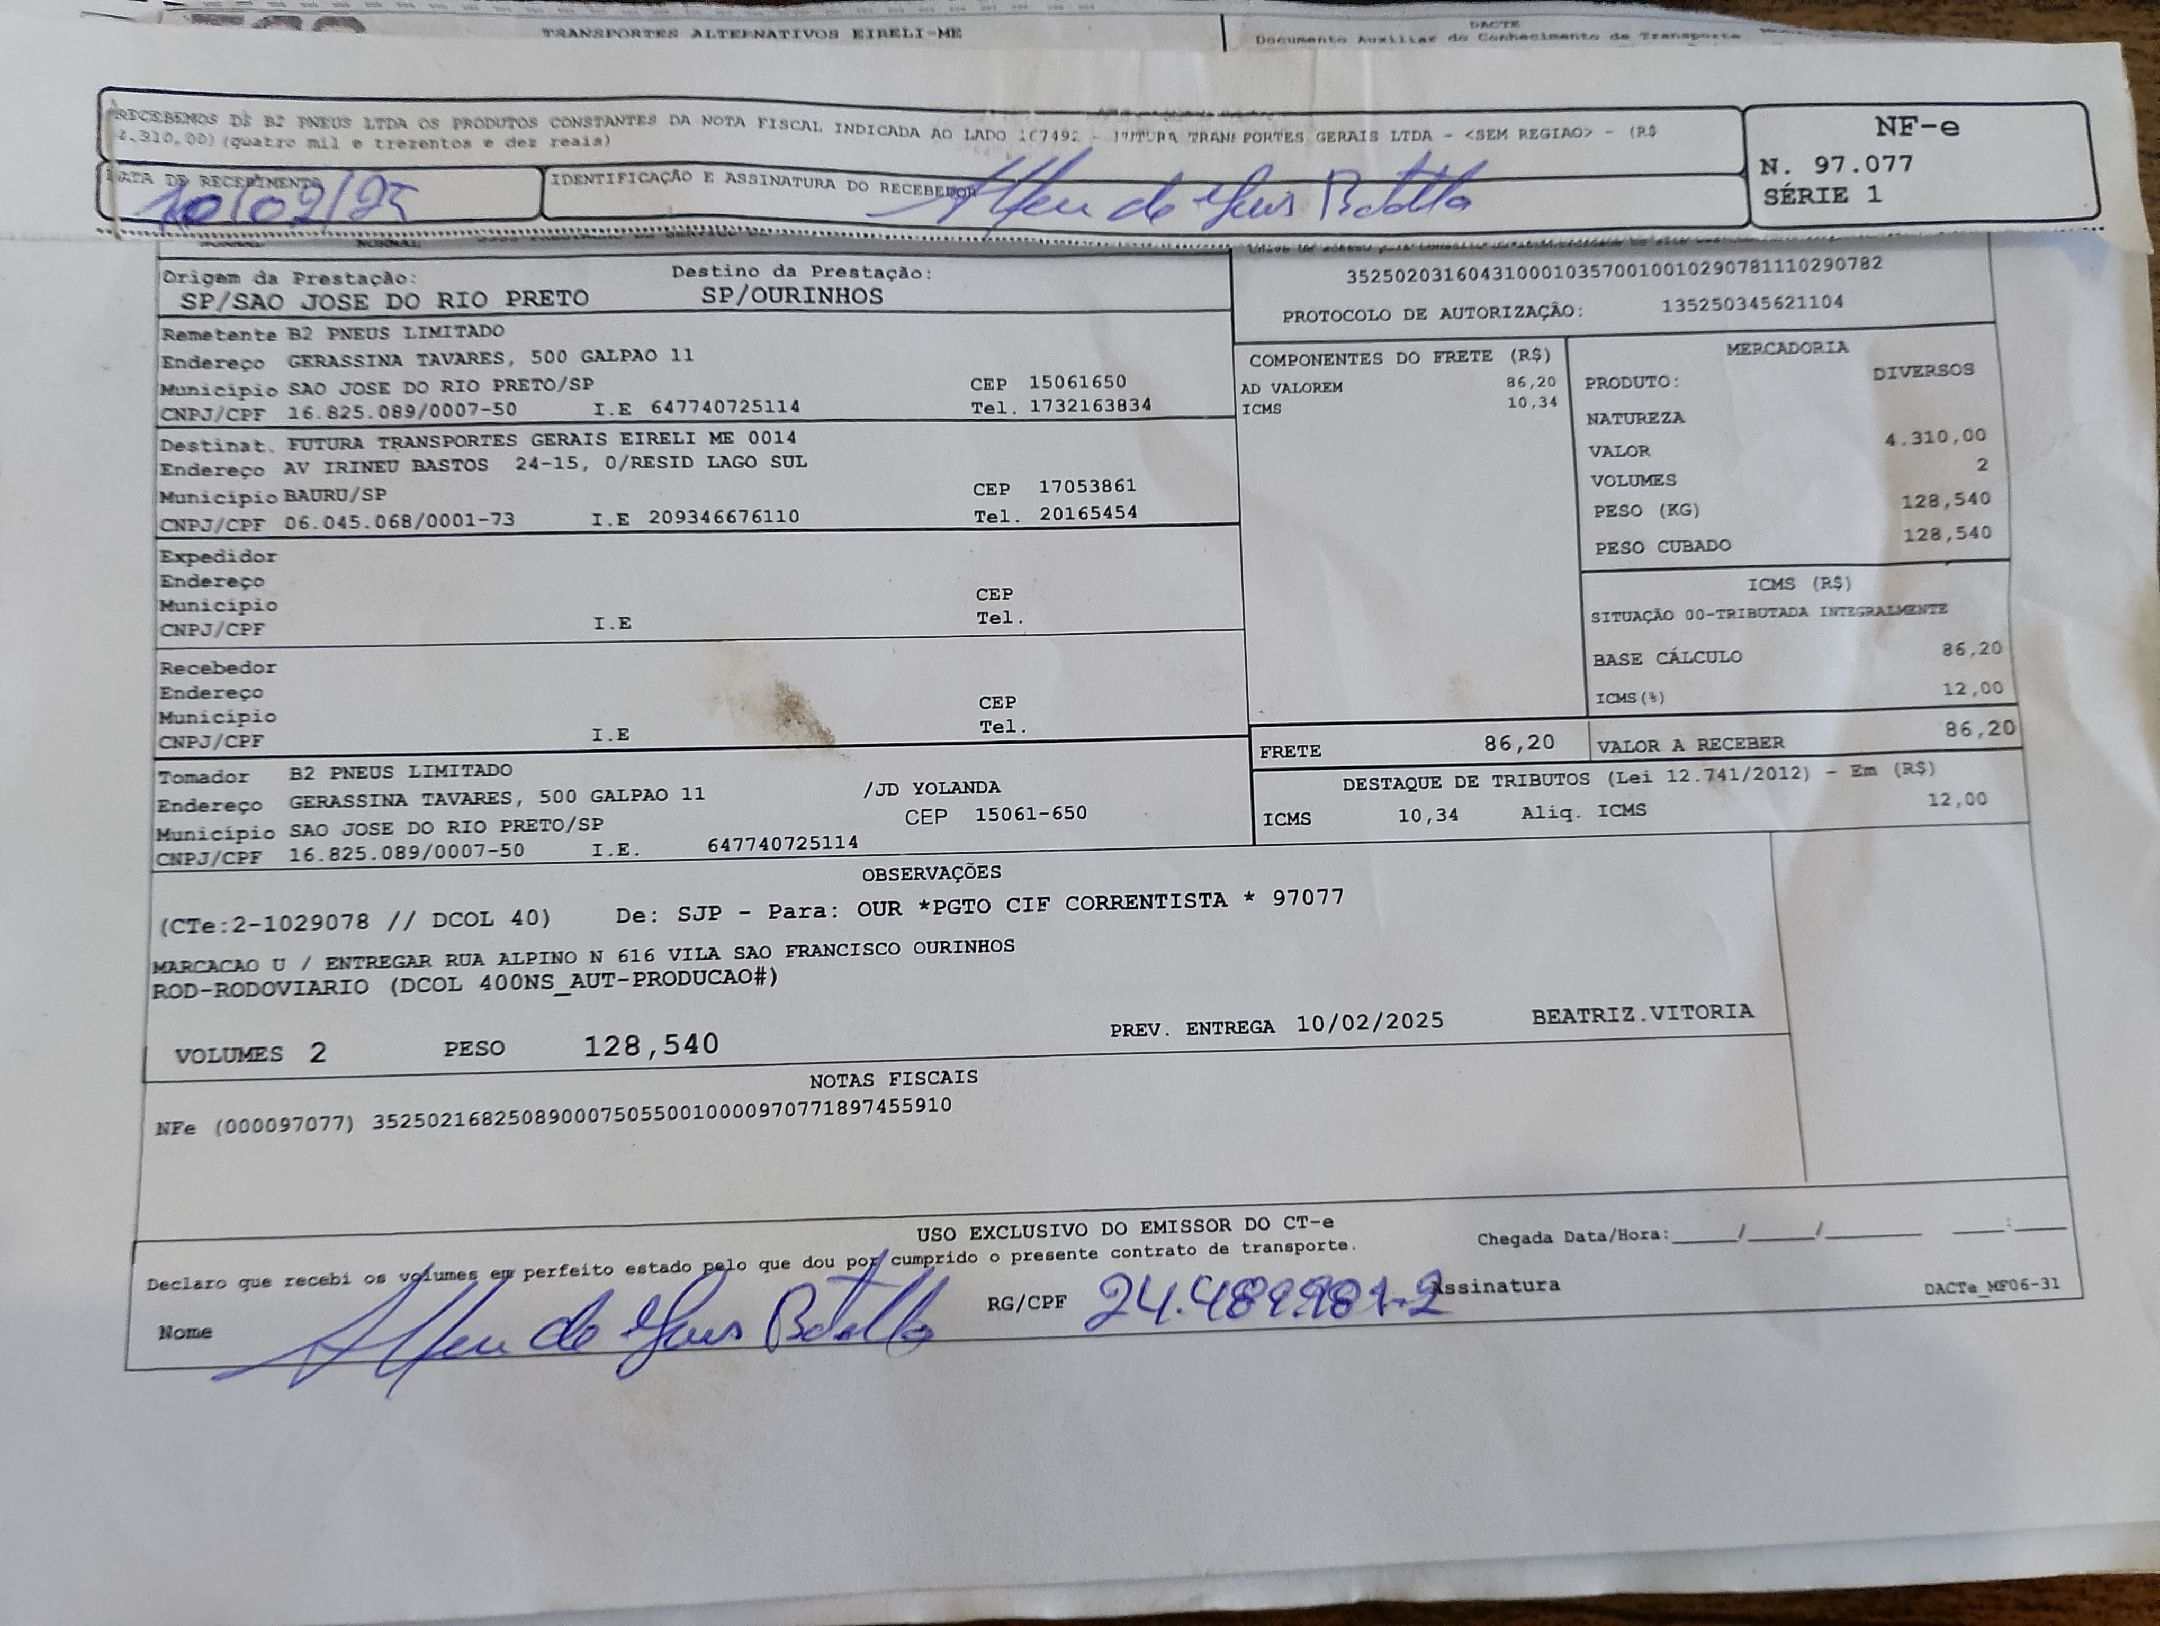 TRANSPORTES ALTERNATIVOS EIRELI-ME
DACTE
Documento Auxiliar do Conhecimento de Transporte
RECEBEMOS DE B2 PNEUS LTDA OS PRODUTOS CONSTANTES DA NOTA FISCAL INDICADA AO LADO 167492 - FUTURA TRANSPORTES GERAIS LTDA - <SEM REGIAO> - (R$
4.310,00) (quatro mil e trezentos e dez reais)
NF-e
N. 97.077
SÉRIE 1
DATA DE RECEBIMENTO
10/02/25
IDENTIFICAÇÃO E ASSINATURA DO RECEBEDOR
NORMAL NORMAL
Origem da Prestação: Destino da Prestação:
SP/SAO JOSE DO RIO PRETO SP/OURINHOS
35250203160431000103570010010290781110290782
PROTOCOLO DE AUTORIZAÇÃO: 135250345621104
Remetente B2 PNEUS LIMITADO
Endereço GERASSINA TAVARES, 500 GALPAO 11
Município SAO JOSE DO RIO PRETO/SP CEP 15061650
CNPJ/CPF 16.825.089/0007-50 I.E 647740725114 Tel. 1732163834
Destinat. FUTURA TRANSPORTES GERAIS EIRELI ME 0014
Endereço AV IRINEU BASTOS 24-15, 0/RESID LAGO SUL
Município BAURU/SP CEP 17053861
CNPJ/CPF 06.045.068/0001-73 I.E 209346676110 Tel. 20165454
Expedidor
Endereço
Município CEP
CNPJ/CPF I.E Tel.
Recebedor
Endereço
Município CEP
CNPJ/CPF I.E Tel.
Tomador B2 PNEUS LIMITADO
Endereço GERASSINA TAVARES, 500 GALPAO 11 /JD YOLANDA
Município SAO JOSE DO RIO PRETO/SP CEP 15061-650
CNPJ/CPF 16.825.089/0007-50 I.E. 647740725114
COMPONENTES DO FRETE (R$)
AD VALOREM 86,20
ICMS 10,34
MERCADORIA
PRODUTO: DIVERSOS
NATUREZA
VALOR 4.310,00
VOLUMES 2
PESO (KG) 128,540
PESO CUBADO 128,540
ICMS (R$)
SITUAÇÃO 00-TRIBUTADA INTEGRALMENTE
BASE CÁLCULO 86,20
ICMS(%) 12,00
FRETE 86,20 VALOR A RECEBER 86,20
DESTAQUE DE TRIBUTOS (Lei 12.741/2012) - Em (R$)
ICMS 10,34 Aliq. ICMS 12,00
OBSERVAÇÕES
(CTe:2-1029078 // DCOL 40) De: SJP - Para: OUR *PGTO CIF CORRENTISTA * 97077
MARCACAO U / ENTREGAR RUA ALPINO N 616 VILA SAO FRANCISCO OURINHOS
ROD-RODOVIARIO (DCOL 400NS_AUT-PRODUCAO#)
VOLUMES 2 PESO 128,540 PREV. ENTREGA 10/02/2025 BEATRIZ.VITORIA
NOTAS FISCAIS
NFe (000097077) 35250216825089000750550010000970771897455910
USO EXCLUSIVO DO EMISSOR DO CT-e
Declaro que recebi os volumes em perfeito estado pelo que dou por cumprido o presente contrato de transporte.
Chegada Data/Hora:_____/_____/_______ ____:____
Nome RG/CPF Assinatura
DACTe_MF06-31